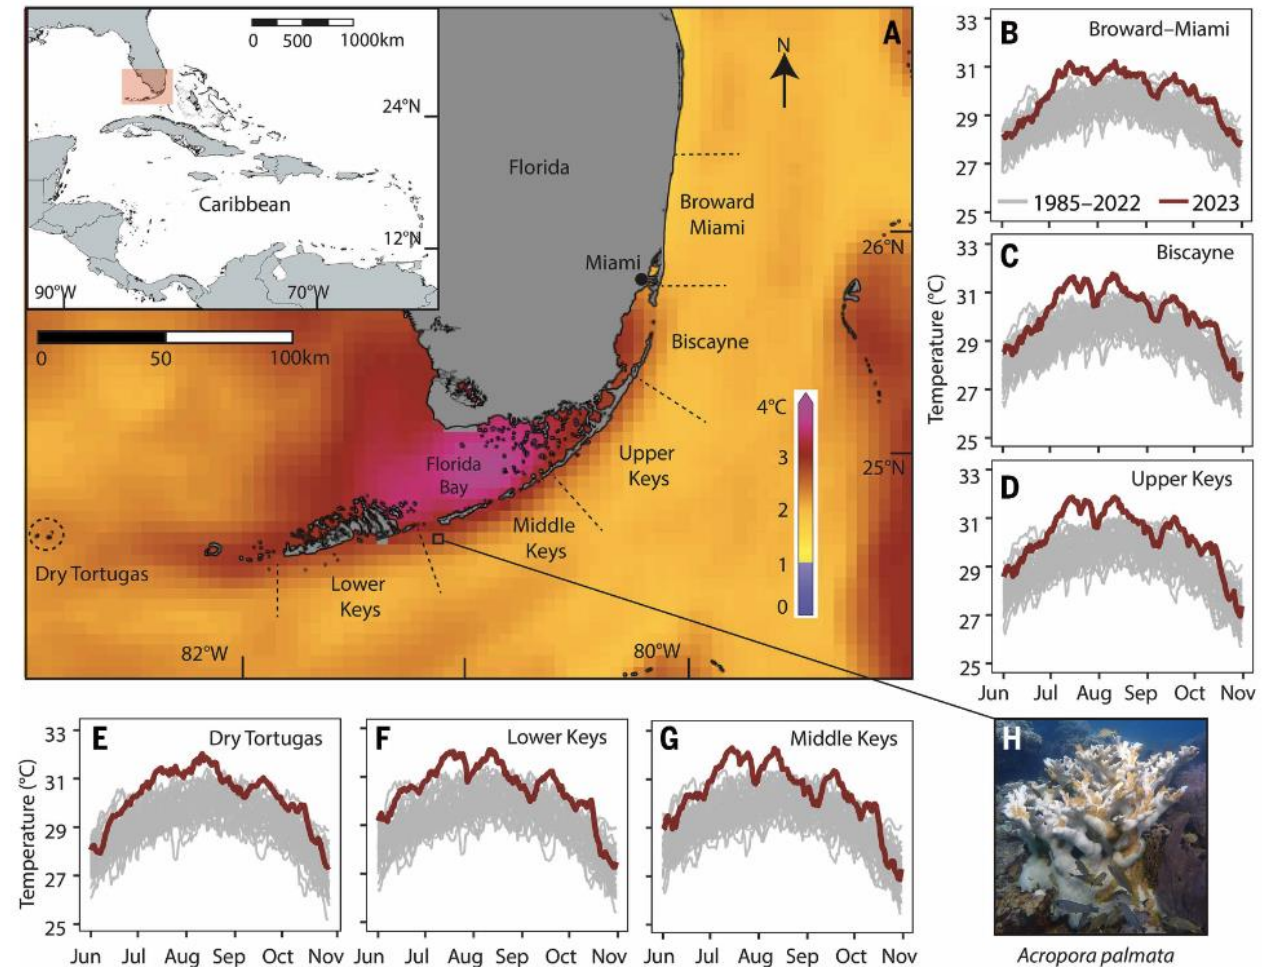 A
0 500 1000km
24°N
Caribbean
12°N
90°W 70°W
N
Florida
Broward
Miami
26°N
Miami
Biscayne
0 50 100km
4°C
3
2
1
0
25°N
Upper
Keys
Florida
Bay
Middle
Keys
Dry Tortugas
Lower
Keys
82°W 80°W
B
Broward–Miami
33
31
29
27
25
1985–2022 2023
C
Biscayne
33
31
29
27
25
Temperature (°C)
D
Upper Keys
33
31
29
27
25
Jun Jul Aug Sep Oct Nov
E
Dry Tortugas
33
31
29
27
25
Temperature (°C)
Jun Jul Aug Sep Oct Nov
F
Lower Keys
Jun Jul Aug Sep Oct Nov
G
Middle Keys
Jun Jul Aug Sep Oct Nov
H
Acropora palmata